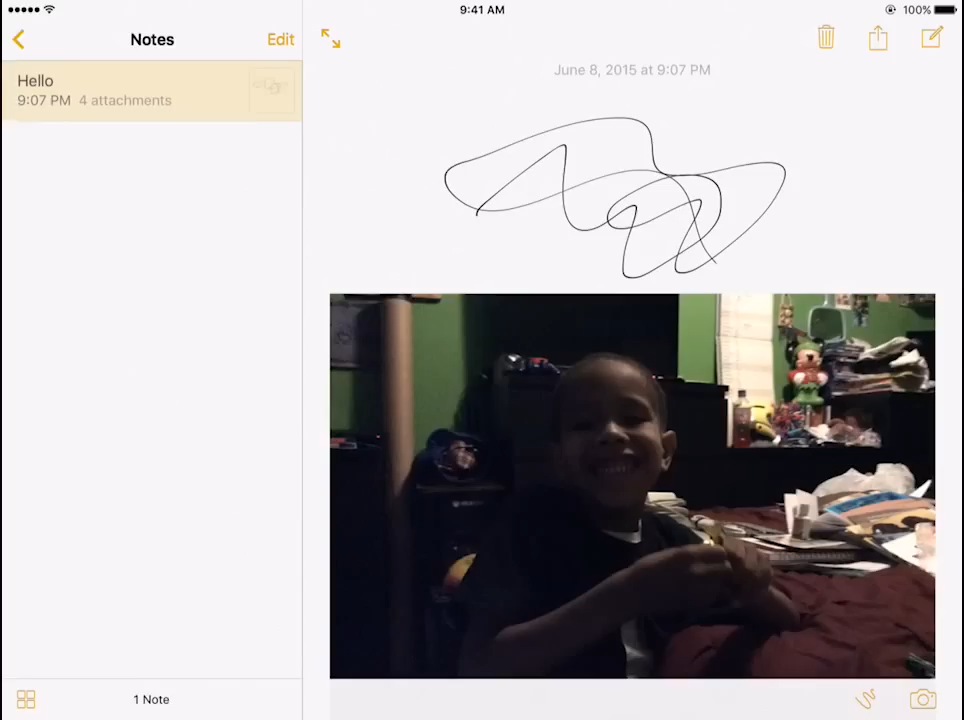 9:41 AM
100%
Notes
Edit
June 8, 2015 at 9:07 PM
Hello
9:07 PM 4 attachments
1 Note